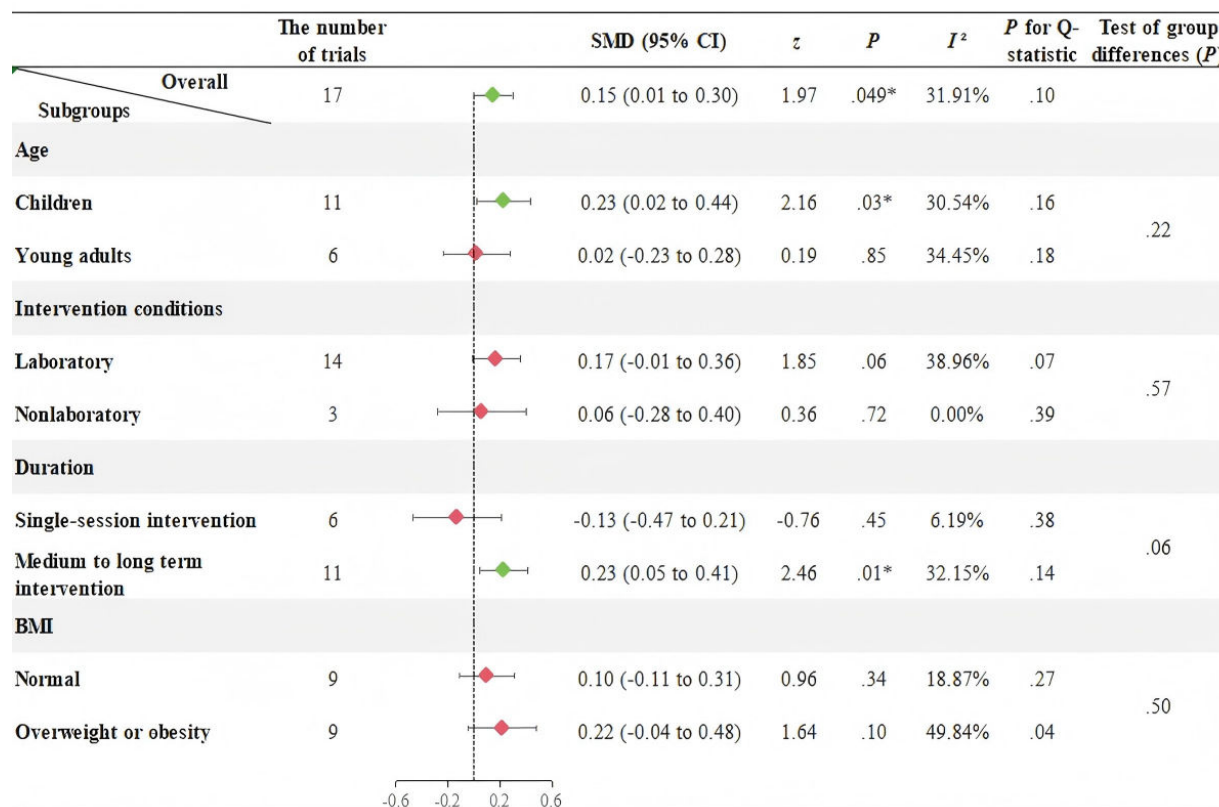 The number of trials SMD (95% CI) z P I² P for Q-statistic Test of group differences (P)
Overall
Subgroups
17 0.15 (0.01 to 0.30) 1.97 .049* 31.91% .10
Age
Children 11 0.23 (0.02 to 0.44) 2.16 .03* 30.54% .16
.22
Young adults 6 0.02 (-0.23 to 0.28) 0.19 .85 34.45% .18
Intervention conditions
Laboratory 14 0.17 (-0.01 to 0.36) 1.85 .06 38.96% .07
.57
Nonlaboratory 3 0.06 (-0.28 to 0.40) 0.36 .72 0.00% .39
Duration
Single-session intervention 6 -0.13 (-0.47 to 0.21) -0.76 .45 6.19% .38
.06
Medium to long term intervention 11 0.23 (0.05 to 0.41) 2.46 .01* 32.15% .14
BMI
Normal 9 0.10 (-0.11 to 0.31) 0.96 .34 18.87% .27
.50
Overweight or obesity 9 0.22 (-0.04 to 0.48) 1.64 .10 49.84% .04
-0.6 -0.2 0.2 0.6